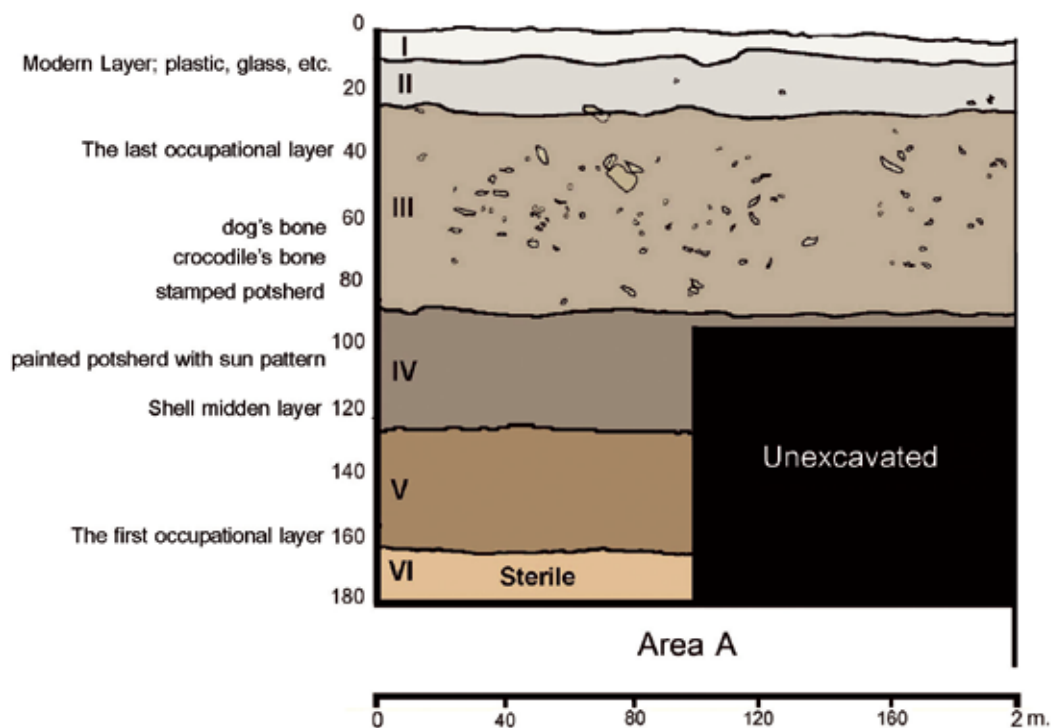 0
I
Modern Layer; plastic, glass, etc.
II
20
The last occupational layer 40
III
dog's bone 60
crocodile's bone
80
stamped potsherd
100
painted potsherd with sun pattern
IV
Shell midden layer 120
Unexcavated
140
V
The first occupational layer 160
VI
Sterile
180
Area A
0 40 80 120 160 2 m.